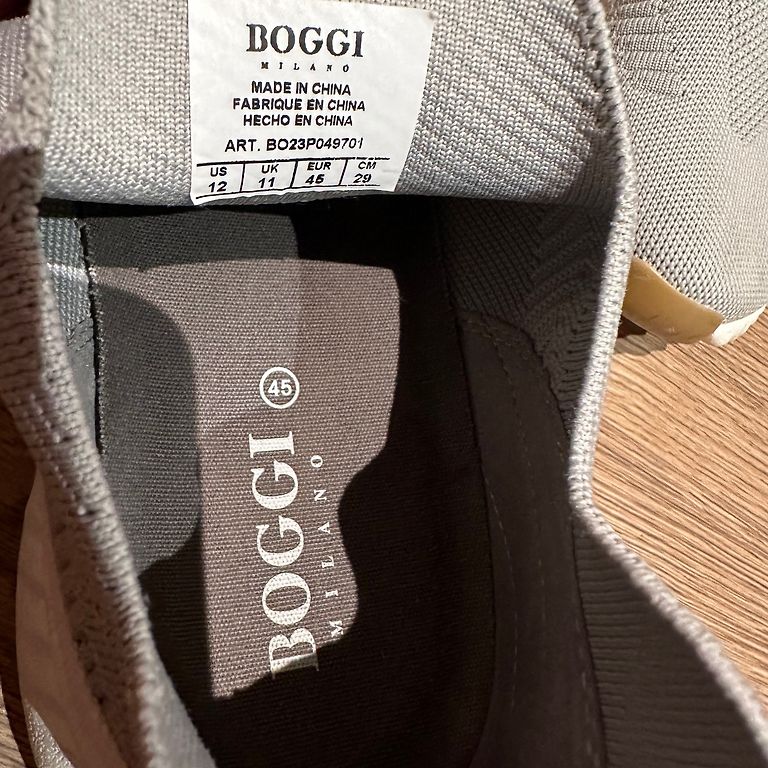 BOGGI
MILANO
MADE IN CHINA
FABRIQUE EN CHINA
HECHO EN CHINA
ART. BO23P049701
US UK EUR CM
12 11 45 29
45
BOGGI
MILANO